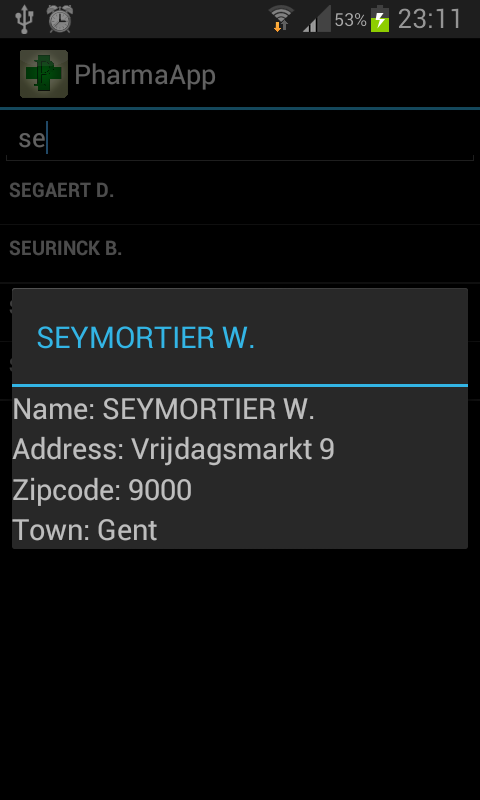 53% 23:11
PharmaApp
se
SEGAERT D.
SEURINCK B.
SEYMORTIER W.
Name: SEYMORTIER W.
Address: Vrijdagsmarkt 9
Zipcode: 9000
Town: Gent